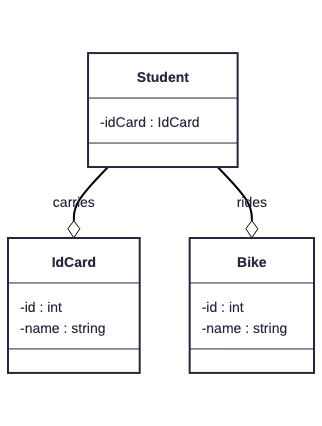 Student
-idCard : IdCard
carries
rides
IdCard
-id : int
-name : string
Bike
-id : int
-name : string